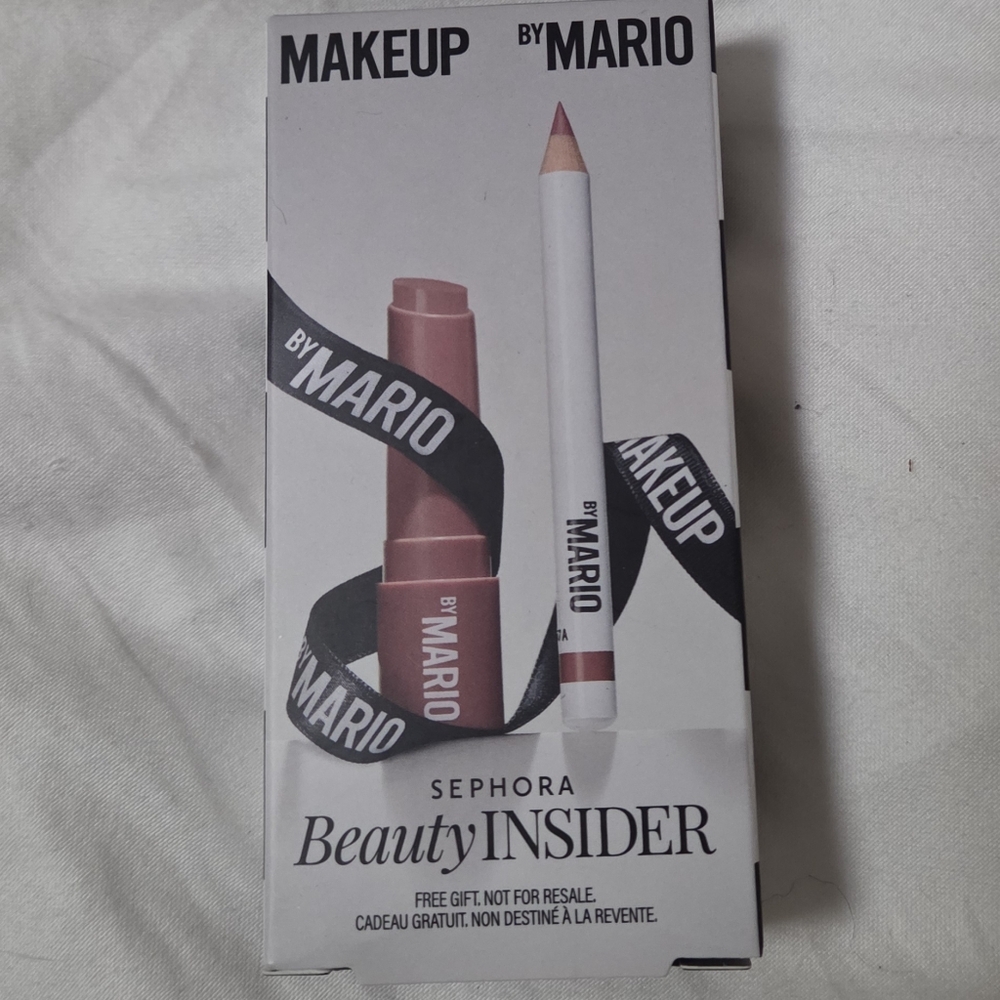 MAKEUP BY MARIO
BY MARIO
MAKEUP
BY MARIO
BY MARIO
BY MARIO
SEPHORA
Beauty INSIDER
FREE GIFT. NOT FOR RESALE.
CADEAU GRATUIT. NON DESTINÉ À LA REVENTE.